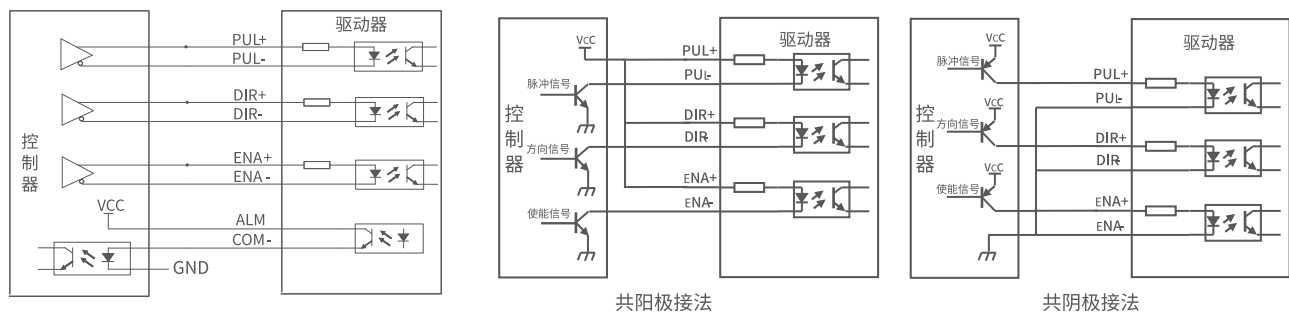 驱动器
PUL+
PUL-
DIR+
DIR-
控制器
ENA+
ENA -
VCC
ALM
COM-
GND
VCC
驱动器
PUL+
PUL-
脉冲信号
控制器
DIR+
DIR-
方向信号
ENA+
ENA-
使能信号
共阳极接法
VCC
驱动器
脉冲信号
PUL+
PUL-
VCC
控制器
方向信号
DIR+
DIR-
VCC
使能信号
ENA+
ENA-
共阴极接法